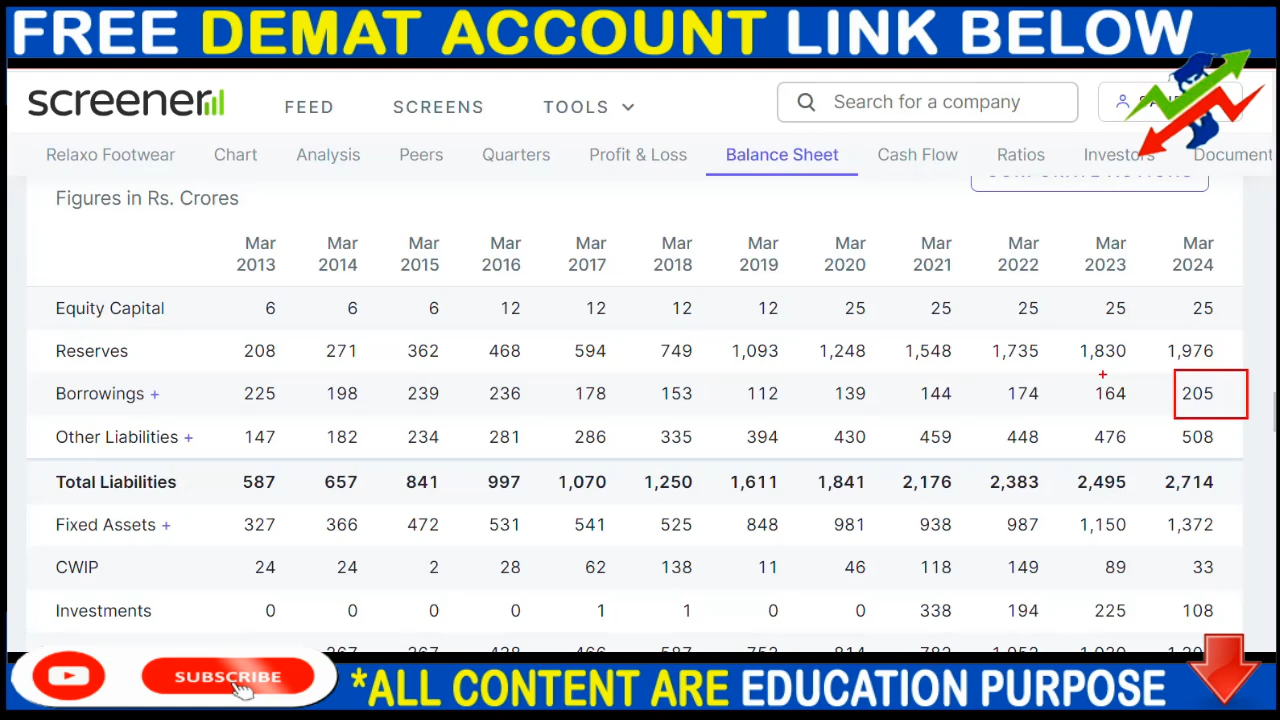 FREE DEMAT ACCOUNT LINK BELOW
screener FEED SCREENS TOOLS Search for a company
Relaxo Footwear Chart Analysis Peers Quarters Profit & Loss Balance Sheet Cash Flow Ratios Investors Document
Figures in Rs. Crores
Mar Mar Mar Mar Mar Mar Mar Mar Mar Mar Mar Mar
2013 2014 2015 2016 2017 2018 2019 2020 2021 2022 2023 2024
Equity Capital 6 6 6 12 12 12 12 25 25 25 25 25
Reserves 208 271 362 468 594 749 1,093 1,248 1,548 1,735 1,830 1,976
Borrowings + 225 198 239 236 178 153 112 139 144 174 164 205
Other Liabilities + 147 182 234 281 286 335 394 430 459 448 476 508
Total Liabilities 587 657 841 997 1,070 1,250 1,611 1,841 2,176 2,383 2,495 2,714
Fixed Assets + 327 366 472 531 541 525 848 981 938 987 1,150 1,372
CWIP 24 24 2 28 62 138 11 46 118 149 89 33
Investments 0 0 0 0 1 1 0 0 338 194 225 108
SUBSCRIBE *ALL CONTENT ARE EDUCATION PURPOSE